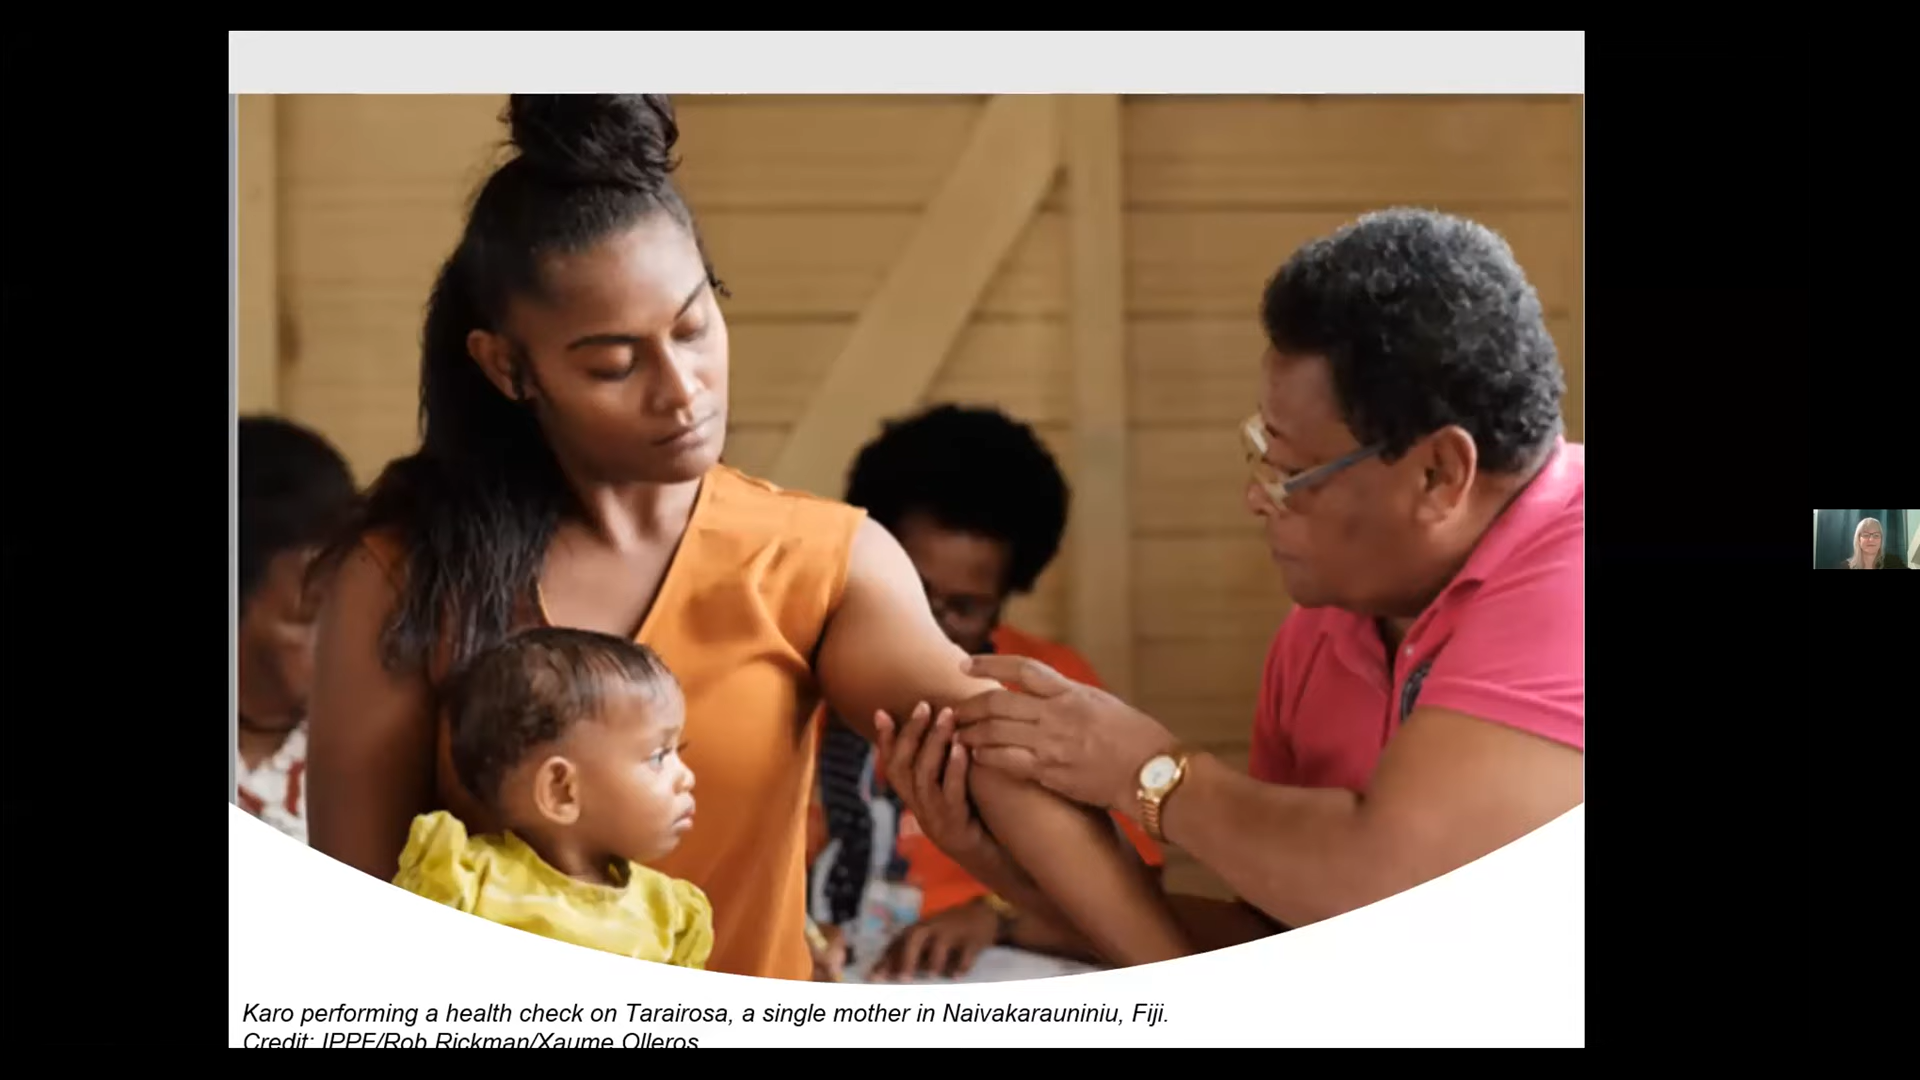 Karo performing a health check on Tarairosa, a single mother in Naivakarauniniu, Fiji.
Credit: IPPF/Rob Rickman/Xaume Olleros